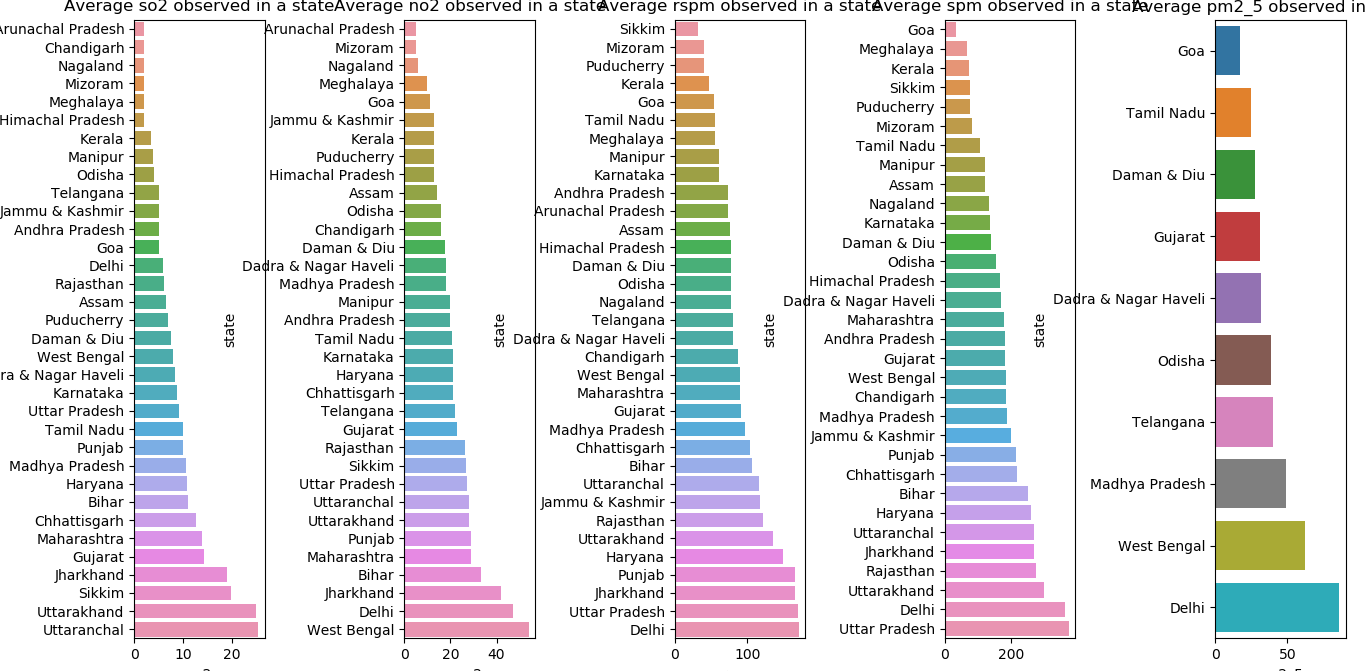 Average so2 observed in a state
Arunachal Pradesh
Chandigarh
Nagaland
Mizoram
Meghalaya
Himachal Pradesh
Kerala
Manipur
Odisha
Telangana
Jammu & Kashmir
Andhra Pradesh
Goa
Delhi
Rajasthan
Assam
Puducherry
Daman & Diu
West Bengal
ra & Nagar Haveli
Karnataka
Uttar Pradesh
Tamil Nadu
Punjab
Madhya Pradesh
Haryana
Bihar
Chhattisgarh
Maharashtra
Gujarat
Jharkhand
Sikkim
Uttarakhand
Uttaranchal
0 10 20
Average no2 observed in a state
Arunachal Pradesh
Mizoram
Nagaland
Meghalaya
Goa
Jammu & Kashmir
Kerala
Puducherry
Himachal Pradesh
Assam
Odisha
Chandigarh
Daman & Diu
Dadra & Nagar Haveli
Madhya Pradesh
Manipur
Andhra Pradesh
Tamil Nadu
Karnataka
Haryana
Chhattisgarh
Telangana
Gujarat
Rajasthan
Sikkim
Uttar Pradesh
Uttaranchal
Uttarakhand
Punjab
Maharashtra
Bihar
Jharkhand
Delhi
West Bengal
state
0 20 40
Average rspm observed in a state
Sikkim
Mizoram
Puducherry
Kerala
Goa
Tamil Nadu
Meghalaya
Manipur
Karnataka
Andhra Pradesh
Arunachal Pradesh
Assam
Himachal Pradesh
Daman & Diu
Odisha
Nagaland
Telangana
Dadra & Nagar Haveli
Chandigarh
West Bengal
Maharashtra
Gujarat
Madhya Pradesh
Chhattisgarh
Bihar
Uttaranchal
Jammu & Kashmir
Rajasthan
Uttarakhand
Haryana
Punjab
Jharkhand
Uttar Pradesh
Delhi
state
0 100
Average spm observed in a state
Goa
Meghalaya
Kerala
Sikkim
Puducherry
Mizoram
Tamil Nadu
Manipur
Assam
Nagaland
Karnataka
Daman & Diu
Odisha
Himachal Pradesh
Dadra & Nagar Haveli
Maharashtra
Andhra Pradesh
Gujarat
West Bengal
Chandigarh
Madhya Pradesh
Jammu & Kashmir
Punjab
Chhattisgarh
Bihar
Haryana
Uttaranchal
Jharkhand
Rajasthan
Uttarakhand
Delhi
Uttar Pradesh
state
0 200
Average pm2_5 observed in
Goa
Tamil Nadu
Daman & Diu
Gujarat
Dadra & Nagar Haveli
Odisha
Telangana
Madhya Pradesh
West Bengal
Delhi
state
0 50